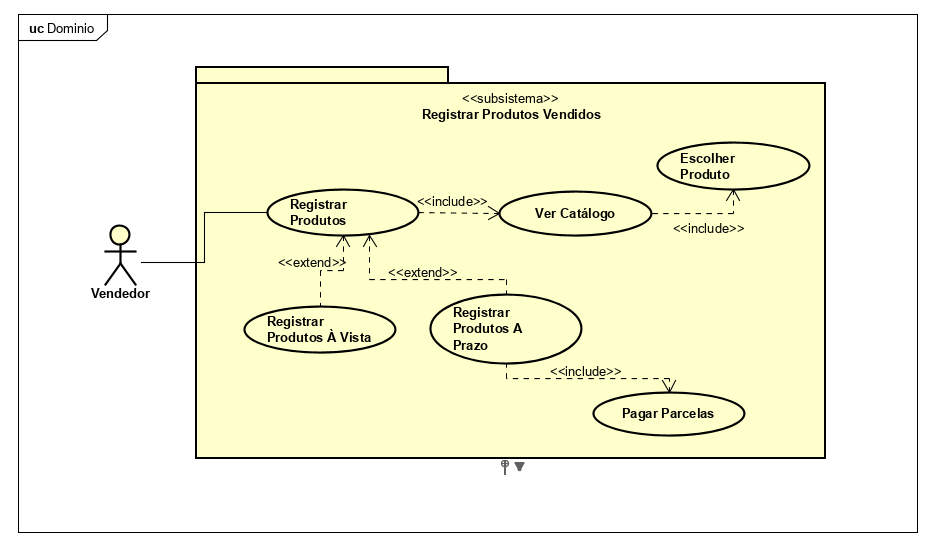 uc Dominio
<<subsistema>>
Registrar Produtos Vendidos
Escolher
Produto
Registrar
Produtos
<<include>>
Ver Catálogo
<<include>>
Vendedor
<<extend>>
<<extend>>
Registrar
Produtos À Vista
Registrar
Produtos A
Prazo
<<include>>
Pagar Parcelas